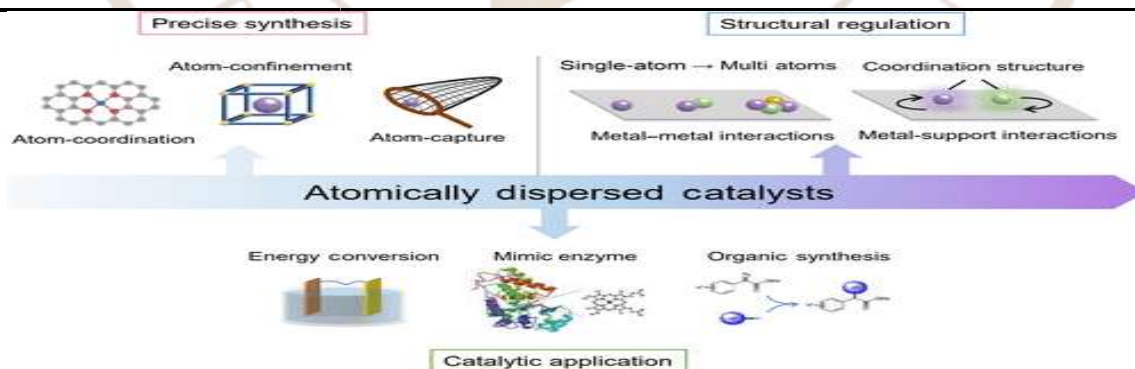 Precise synthesis
Structural regulation
Atom-confinement
Atom-coordination
Atom-capture
Single-atom → Multi atoms
Coordination structure
Metal–metal interactions
Metal-support interactions
Atomically dispersed catalysts
Energy conversion
Mimic enzyme
Organic synthesis
Catalytic application